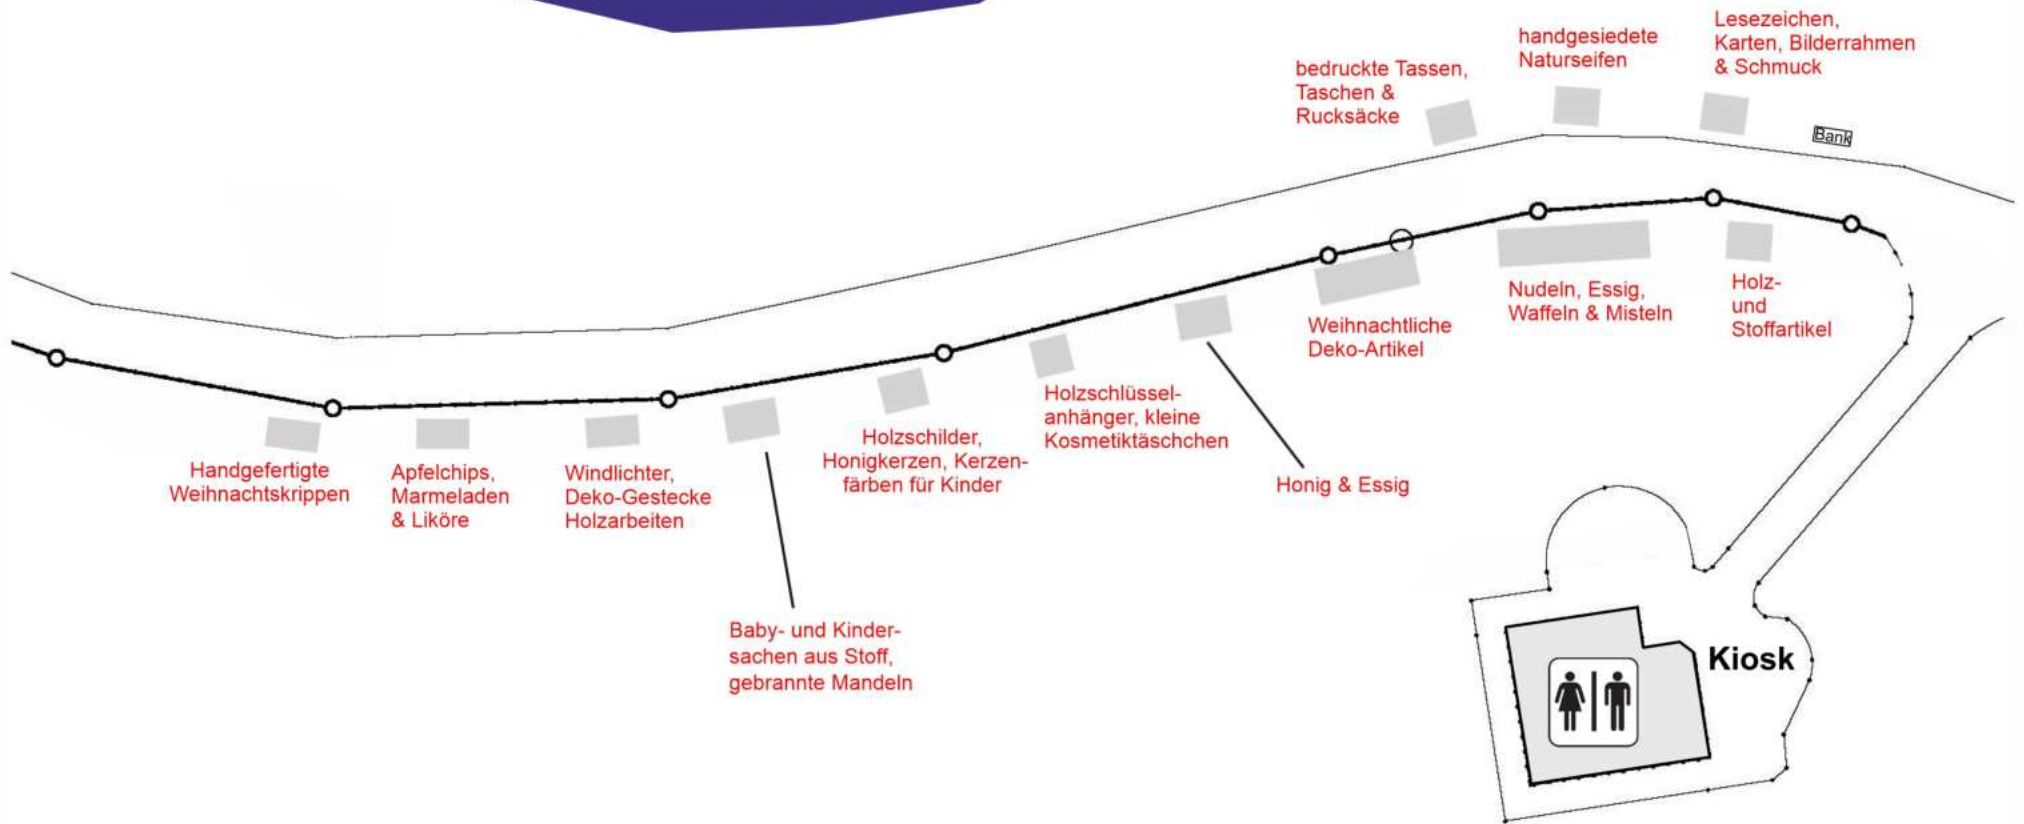 Lesezeichen,
Karten, Bilderrahmen
& Schmuck
handgesiedete
Naturseifen
bedruckte Tassen,
Taschen &
Rucksäcke
Bank
Nudeln, Essig,
Waffeln & Misteln
Holz-
und
Stoffartikel
Weihnachtliche
Deko-Artikel
Holzschlüssel-
anhänger, kleine
Kosmetiktäschchen
Honig & Essig
Holzschilder,
Honigkerzen, Kerzen-
färben für Kinder
Handgefertigte
Weihnachtskrippen
Apfelchips,
Marmeladen
& Liköre
Windlichter,
Deko-Gestecke
Holzarbeiten
Baby- und Kinder-
sachen aus Stoff,
gebrannte Mandeln
Kiosk